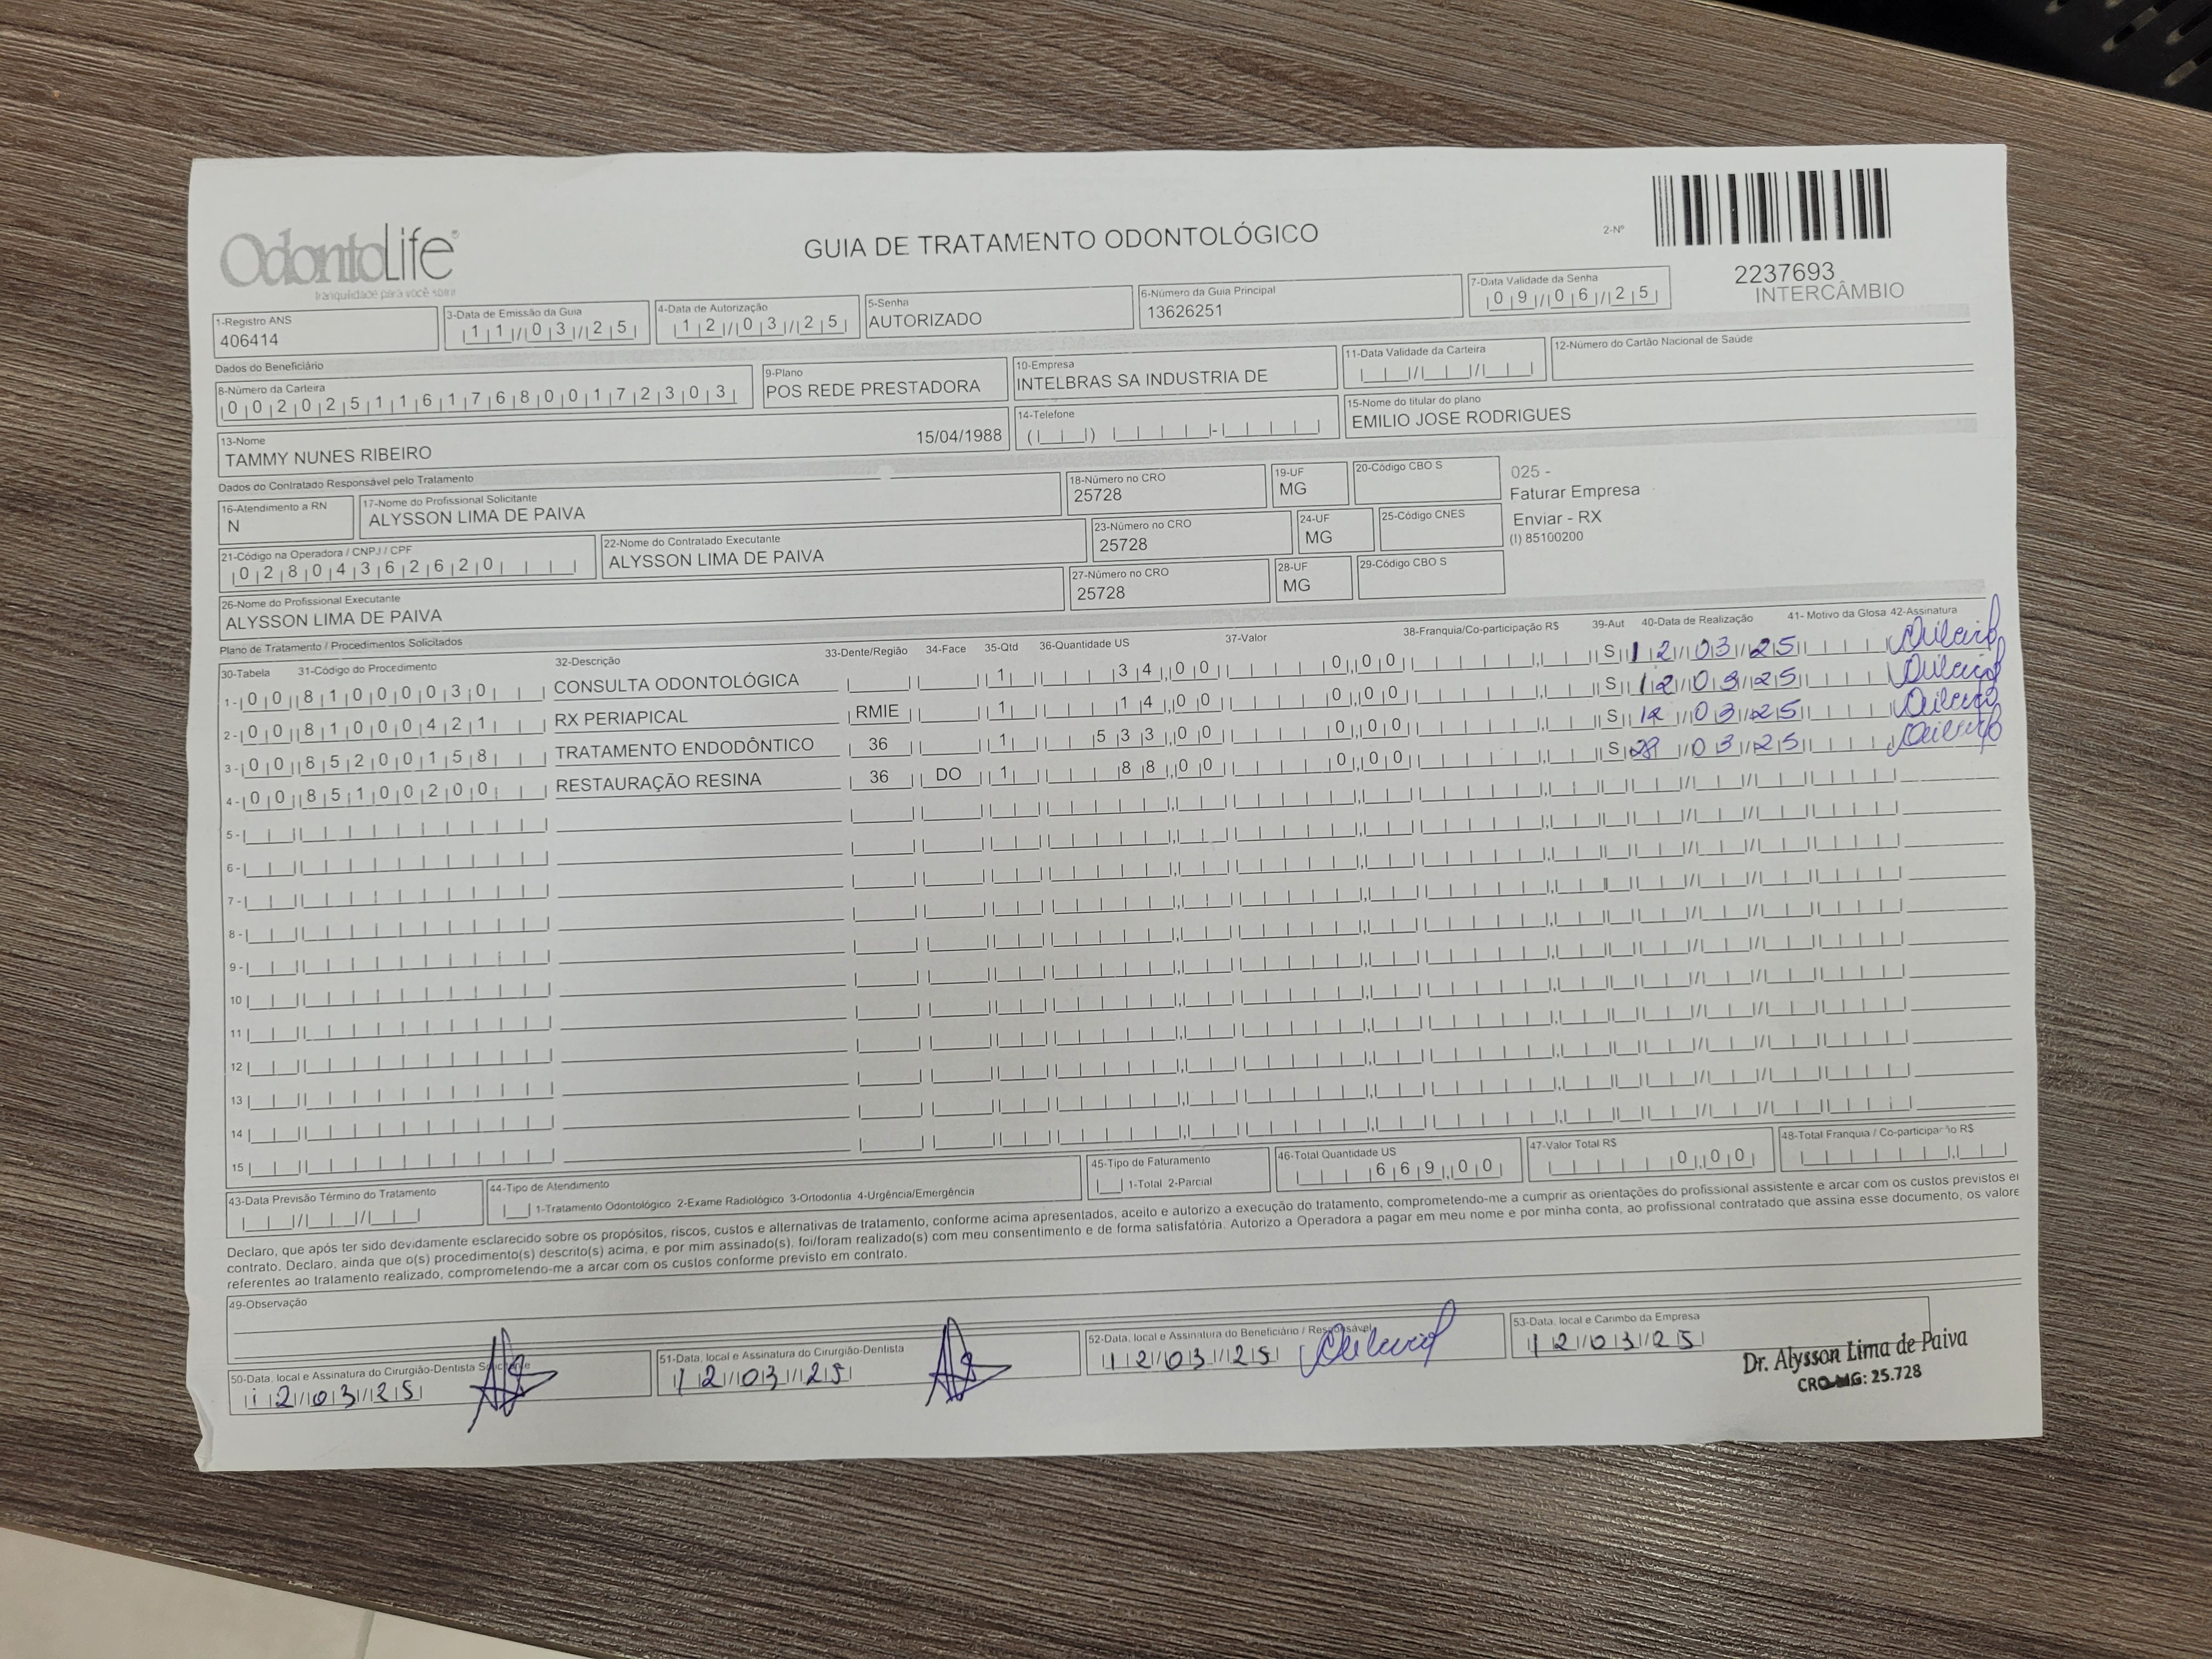 OdontoLife
tranquilidade para você sorrir
GUIA DE TRATAMENTO ODONTOLÓGICO
2-Nº
2237693
INTERCÂMBIO
1-Registro ANS
406414
3-Data de Emissão da Guia
11/03/25
4-Data de Autorização
12/03/25
5-Senha
AUTORIZADO
6-Número da Guia Principal
13626251
7-Data Validade da Senha
09/06/25
Dados do Beneficiário
8-Número da Carteira
00202511617680017230 3
9-Plano
POS REDE PRESTADORA
10-Empresa
INTELBRAS SA INDUSTRIA DE
11-Data Validade da Carteira
12-Número do Cartão Nacional de Saúde
13-Nome
TAMMY NUNES RIBEIRO 15/04/1988
14-Telefone
15-Nome do titular do plano
EMILIO JOSE RODRIGUES
Dados do Contratado Responsável pelo Tratamento
16-Atendimento a RN
N
17-Nome do Profissional Solicitante
ALYSSON LIMA DE PAIVA
18-Número no CRO
25728
19-UF
MG
20-Código CBO S
025 -
Faturar Empresa
Enviar - RX
(I) 85100200
21-Código na Operadora / CNPJ / CPF
02804362620
22-Nome do Contratado Executante
ALYSSON LIMA DE PAIVA
23-Número no CRO
25728
24-UF
MG
25-Código CNES
26-Nome do Profissional Executante
ALYSSON LIMA DE PAIVA
27-Número no CRO
25728
28-UF
MG
29-Código CBO S
Plano de Tratamento / Procedimentos Solicitados
30-Tabela 31-Código do Procedimento 32-Descrição 33-Dente/Região 34-Face 35-Qtd 36-Quantidade US 37-Valor 38-Franquia/Co-participação R$ 39-Aut 40-Data de Realização 41- Motivo da Glosa 42-Assinatura
1- 00 81000030 CONSULTA ODONTOLÓGICA 1 34,00 0,00 S 12/03/25
2- 00 81000421 RX PERIAPICAL RMIE 1 14,00 0,00 S 12/03/25
3- 00 85200158 TRATAMENTO ENDODÔNTICO 36 1 533,00 0,00 S 12/03/25
4- 00 85100200 RESTAURAÇÃO RESINA 36 DO 1 88,00 0,00 S 28/03/25
5-
6-
7-
8-
9-
10
11
12
13
14
15
43-Data Previsão Término do Tratamento
44-Tipo de Atendimento
1-Tratamento Odontológico 2-Exame Radiológico 3-Ortodontia 4-Urgência/Emergência
45-Tipo de Faturamento
1-Total 2-Parcial
46-Total Quantidade US
669,00
47-Valor Total R$
0,00
48-Total Franquia / Co-participação R$
Declaro, que após ter sido devidamente esclarecido sobre os propósitos, riscos, custos e alternativas de tratamento, conforme acima apresentados, aceito e autorizo a execução do tratamento, comprometendo-me a cumprir as orientações do profissional assistente e arcar com os custos previstos
contrato. Declaro, ainda que o(s) procedimento(s) descrito(s) acima, e por mim assinado(s), foi/foram realizado(s) com meu consentimento e de forma satisfatória. Autorizo a Operadora a pagar em meu nome e por minha conta, ao profissional contratado que assina esse documento, os valore
referentes ao tratamento realizado, comprometendo-me a arcar com os custos conforme previsto em contrato.
49-Observação
50-Data, local e Assinatura do Cirurgião-Dentista Solicitante
12/03/25
51-Data, local e Assinatura do Cirurgião-Dentista
12/03/25
52-Data, local e Assinatura do Beneficiário / Responsável
12/03/25
53-Data, local e Carimbo da Empresa
12/03/25
Dr. Alysson Lima de Paiva
CRO-MG: 25.728